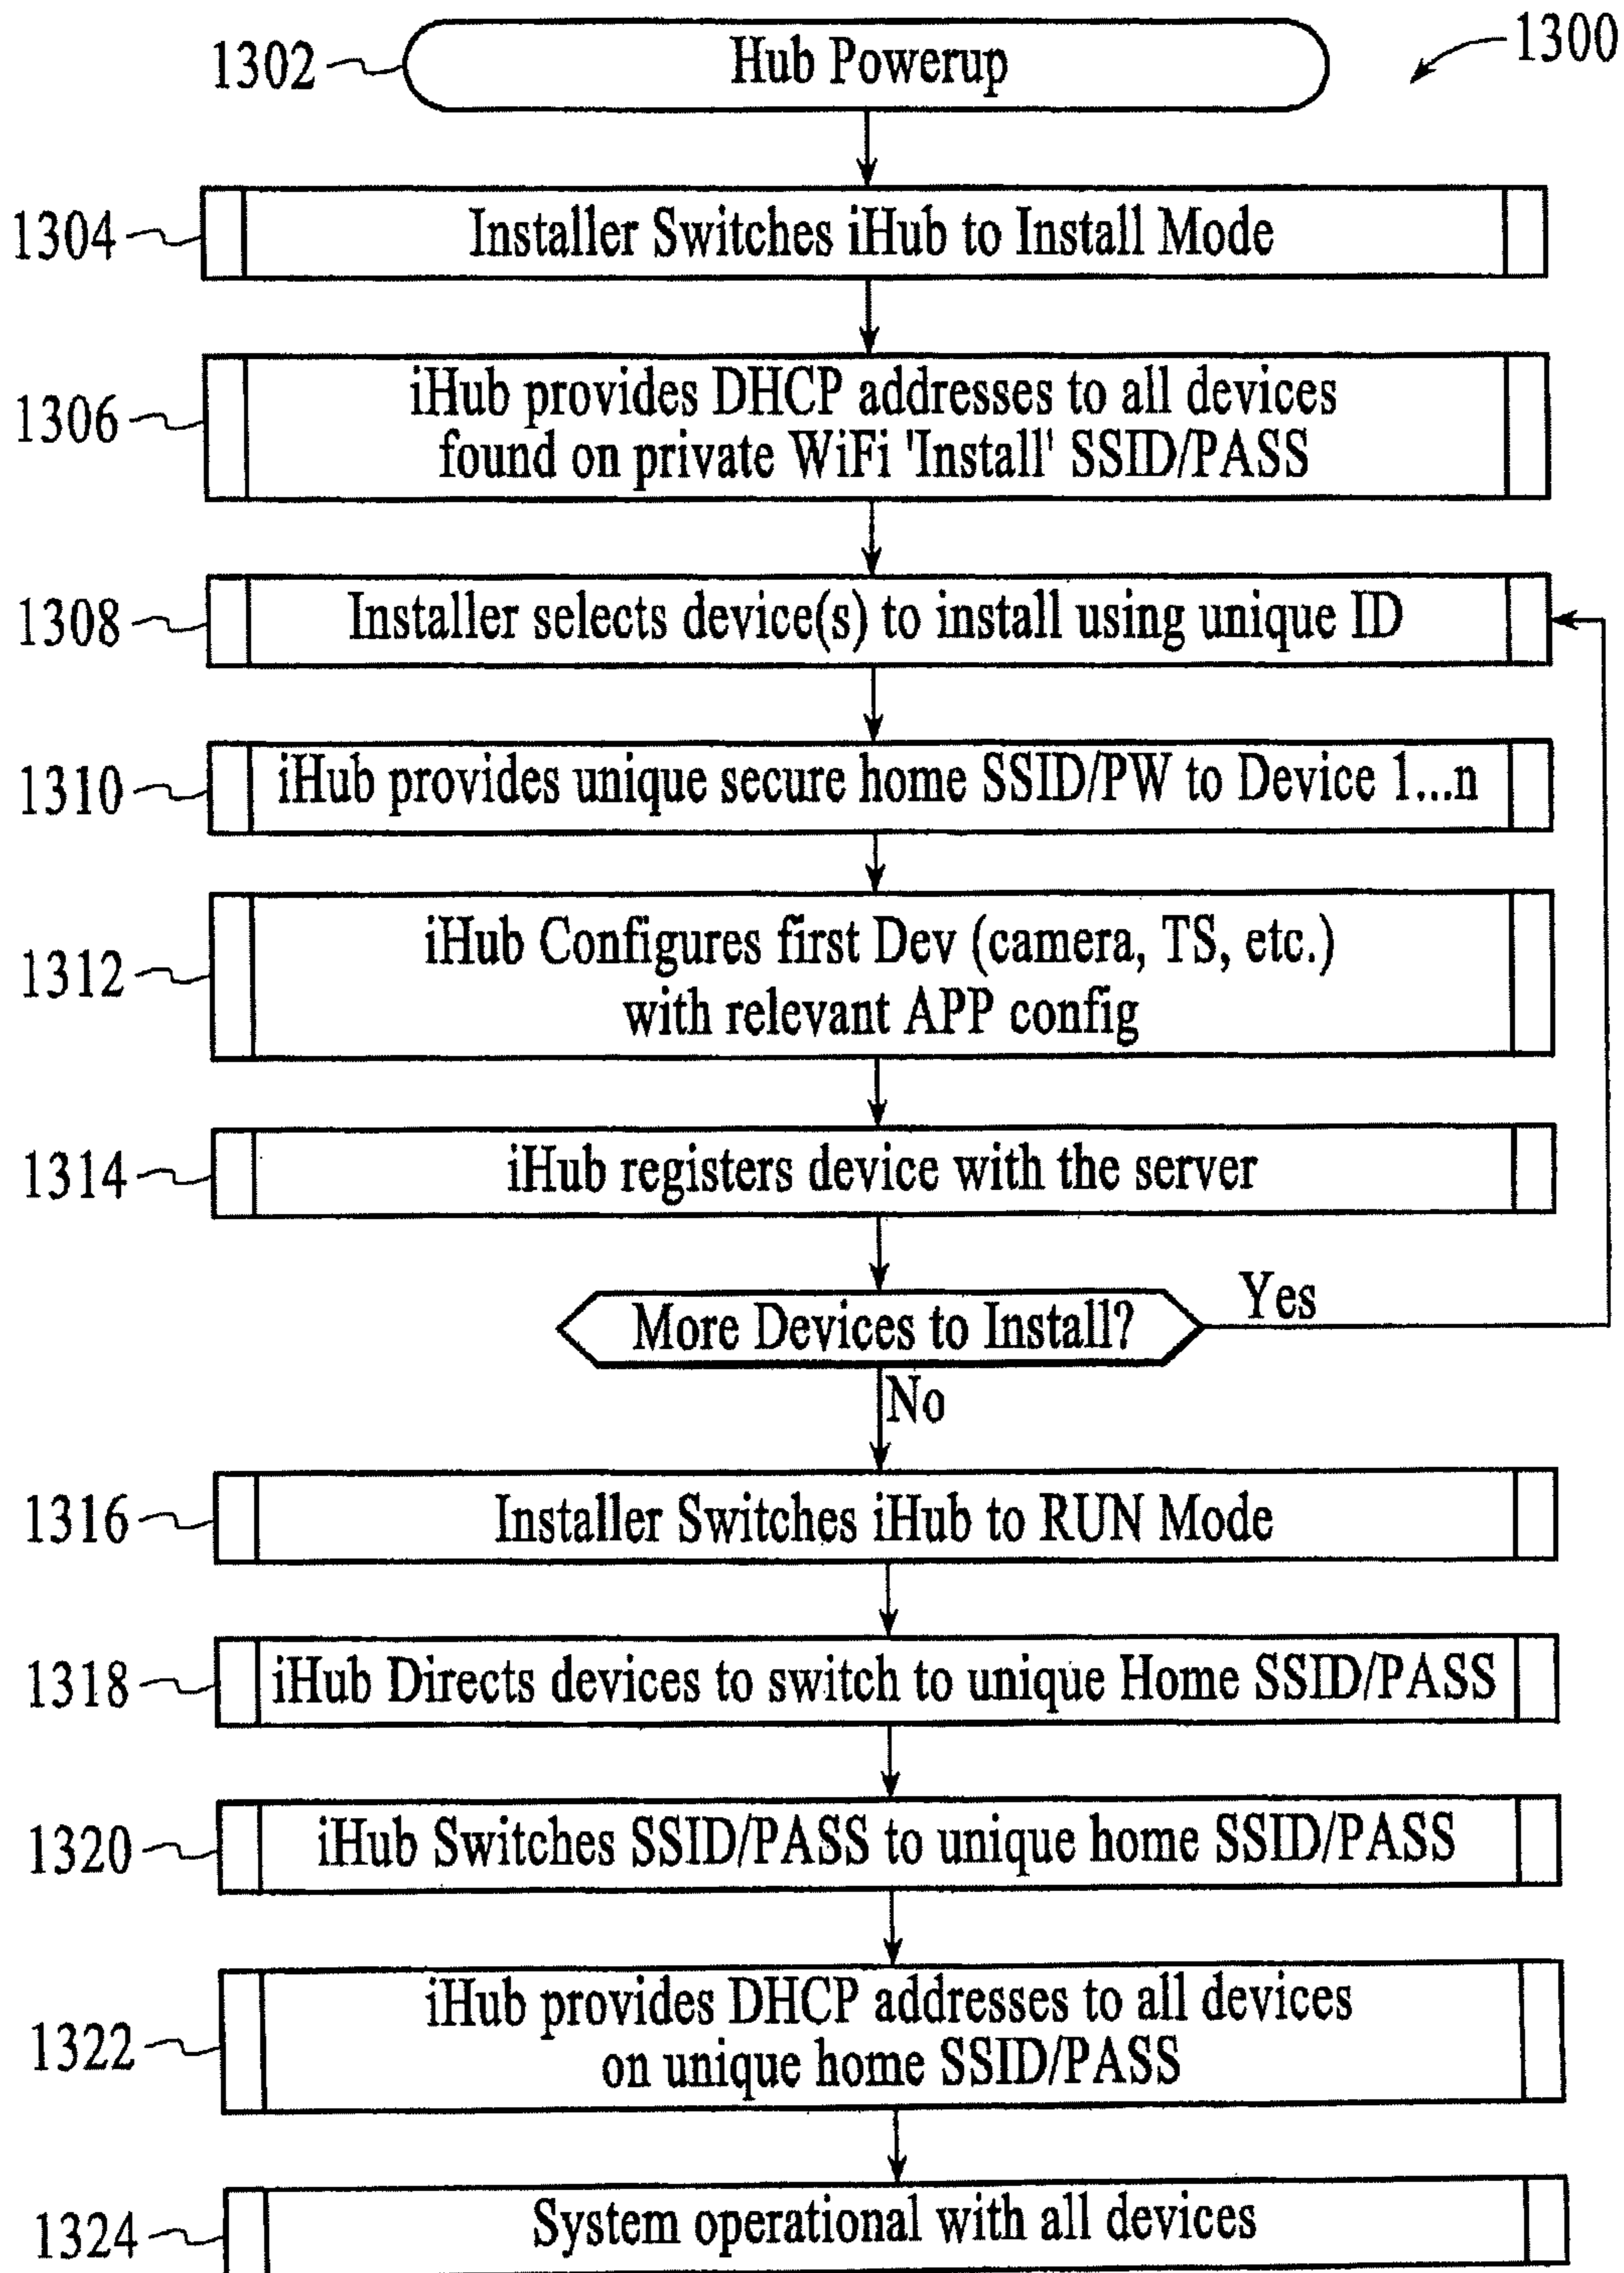 1302
Hub Powerup
1300
1304
Installer Switches iHub to Install Mode
1306
iHub provides DHCP addresses to all devices
found on private WiFi 'Install' SSID/PASS
1308
Installer selects device(s) to install using unique ID
1310
iHub provides unique secure home SSID/PW to Device 1...n
1312
iHub Configures first Dev (camera, TS, etc.)
with relevant APP config
1314
iHub registers device with the server
More Devices to Install?
Yes
No
1316
Installer Switches iHub to RUN Mode
1318
iHub Directs devices to switch to unique Home SSID/PASS
1320
iHub Switches SSID/PASS to unique home SSID/PASS
1322
iHub provides DHCP addresses to all devices
on unique home SSID/PASS
1324
System operational with all devices